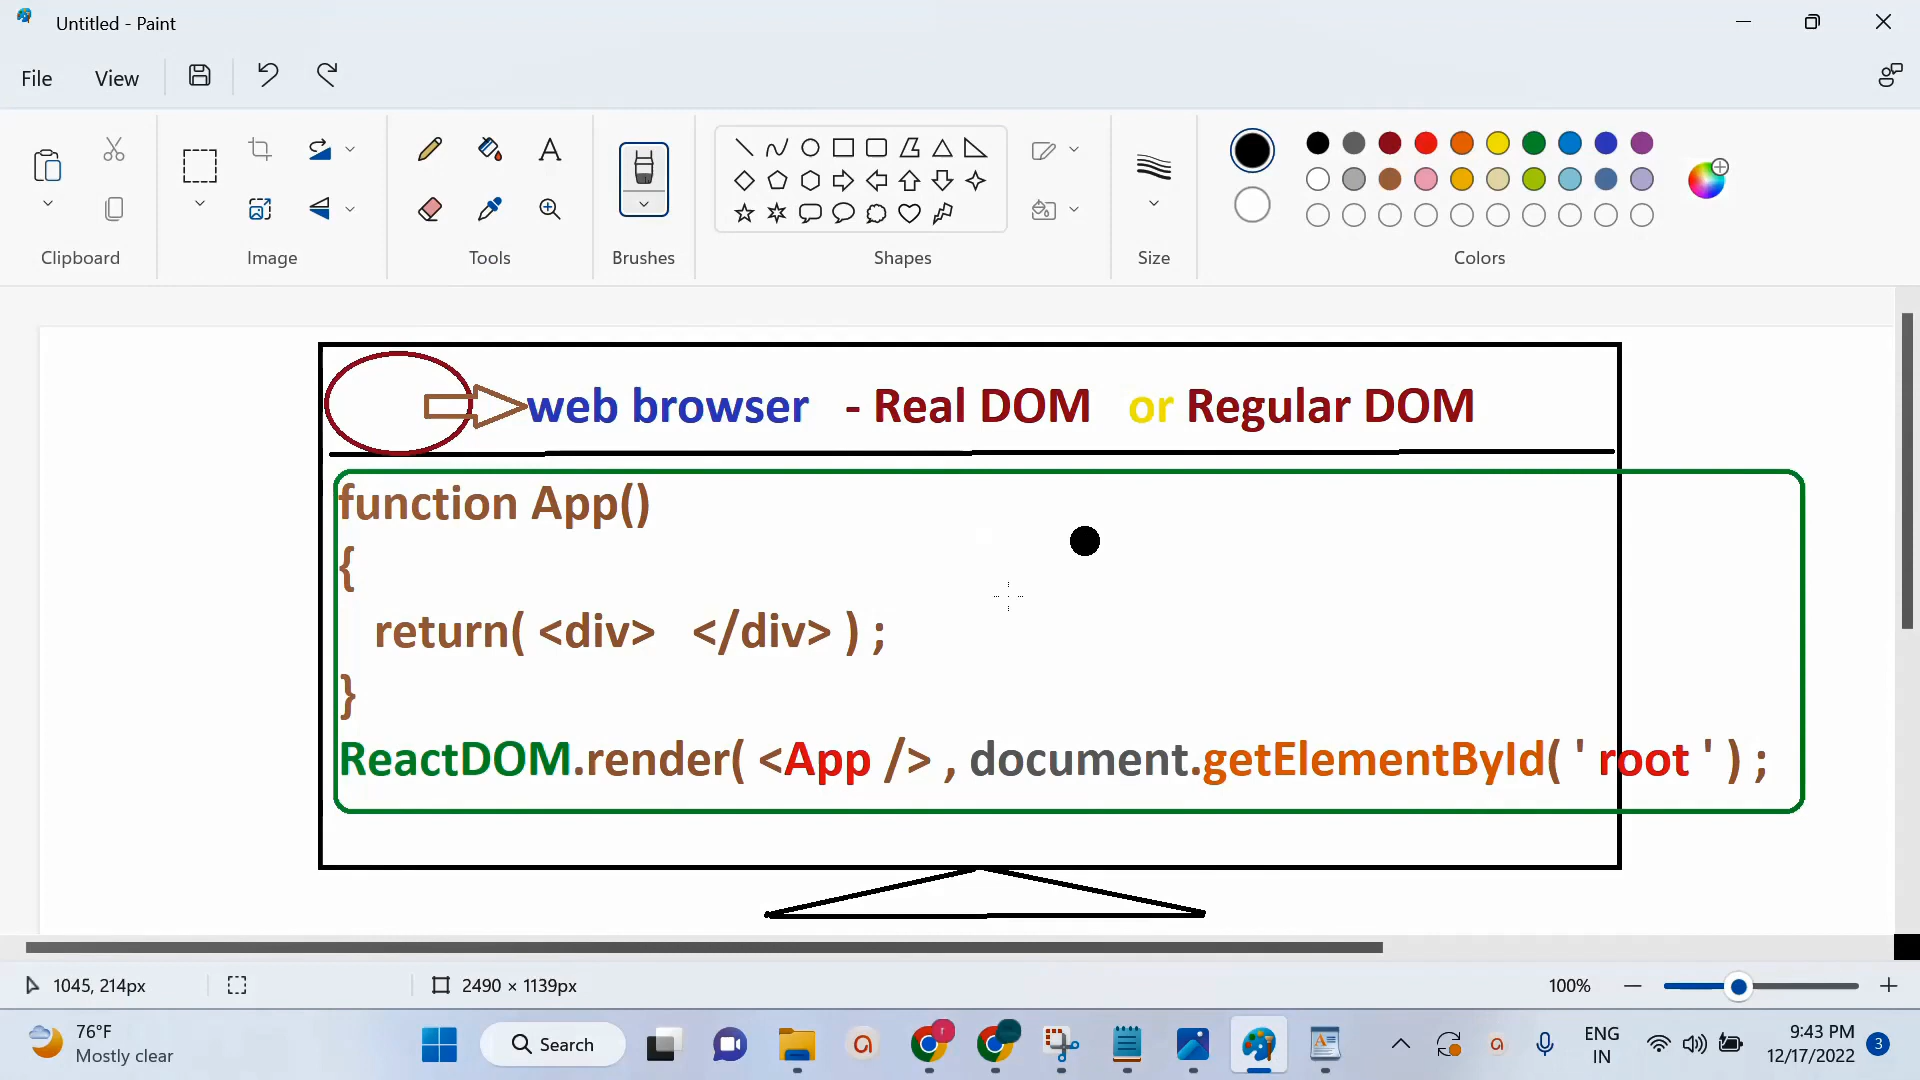 Untitled - Paint
File View
Clipboard Image Tools Brushes Shapes Size Colors
web browser - Real DOM or Regular DOM
function App()
{
return( <div> </div> ) ;
}
ReactDOM.render( <App /> , document.getElementById( ' root ' ) ;
1045, 214px 2490 × 1139px 100%
76°F
Mostly clear
Search
ENG
IN
9:43 PM
12/17/2022
3